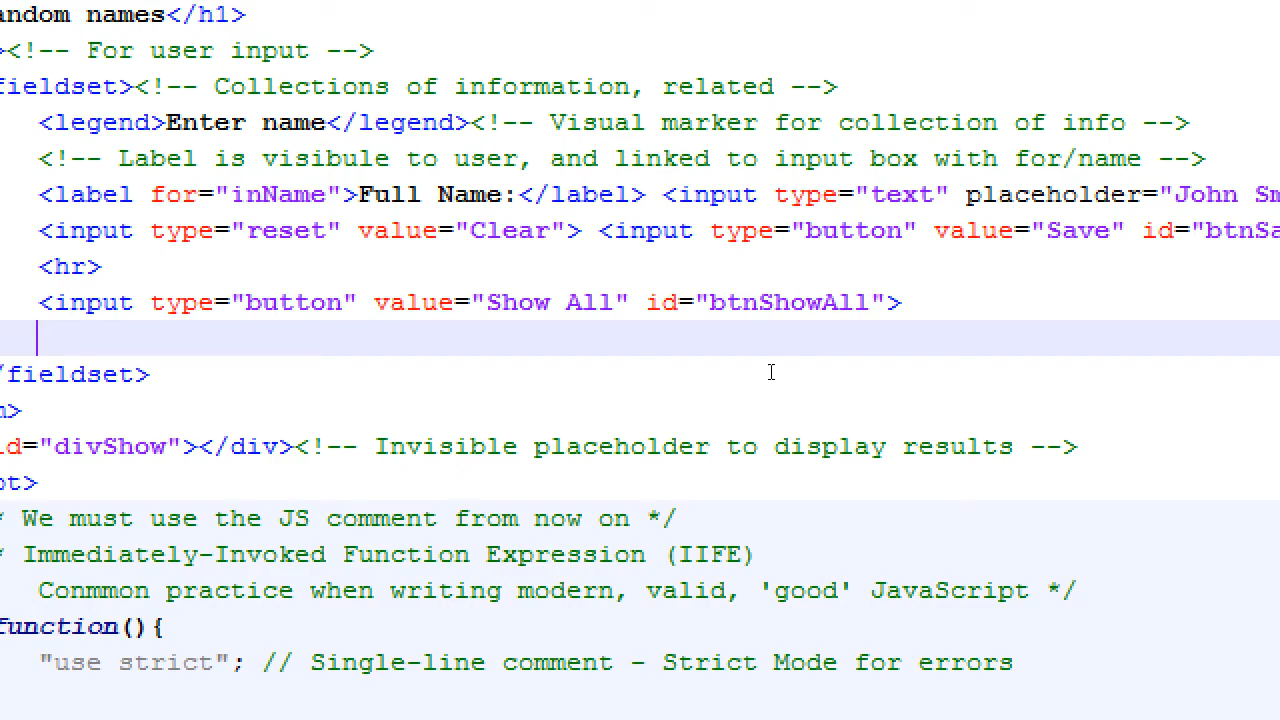 andom names</h1>
><!-- For user input -->
fieldset><!-- Collections of information, related -->
<legend>Enter name</legend><!-- Visual marker for collection of info -->
<!-- Label is visibule to user, and linked to input box with for/name -->
<label for="inName">Full Name:</label> <input type="text" placeholder="John Sm
<input type="reset" value="Clear"> <input type="button" value="Save" id="btnSa
<hr>
<input type="button" value="Show All" id="btnShowAll">
/fieldset>
m>
id="divShow"></div><!-- Invisible placeholder to display results -->
pt>
* We must use the JS comment from now on */
* Immediately-Invoked Function Expression (IIFE)
Conmmon practice when writing modern, valid, 'good' JavaScript */
function(){
"use strict"; // Single-line comment - Strict Mode for errors